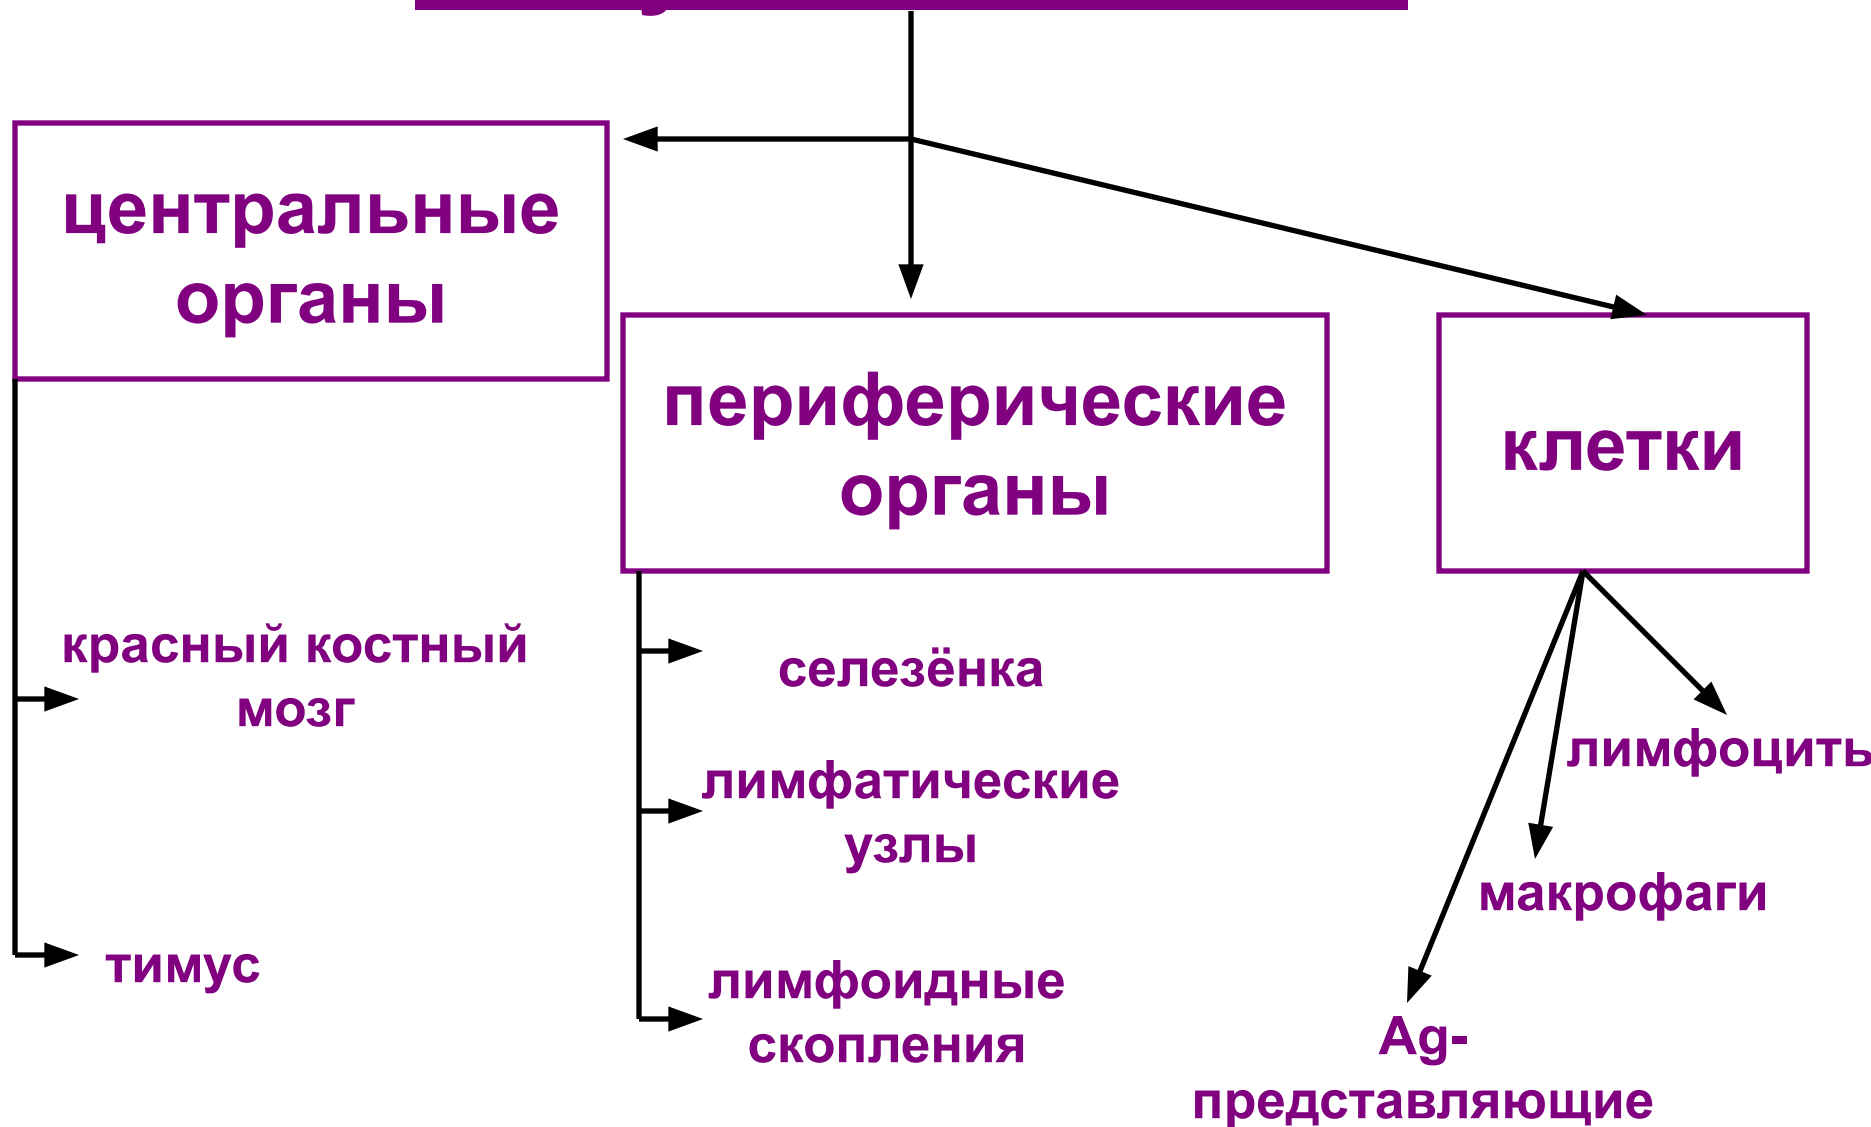 центральные
органы
периферические
органы
клетки
красный костный
мозг
тимус
селезёнка
лимфатические
узлы
лимфоидные
скопления
макрофаги
Ag-
представляющие